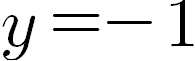 y = − 1